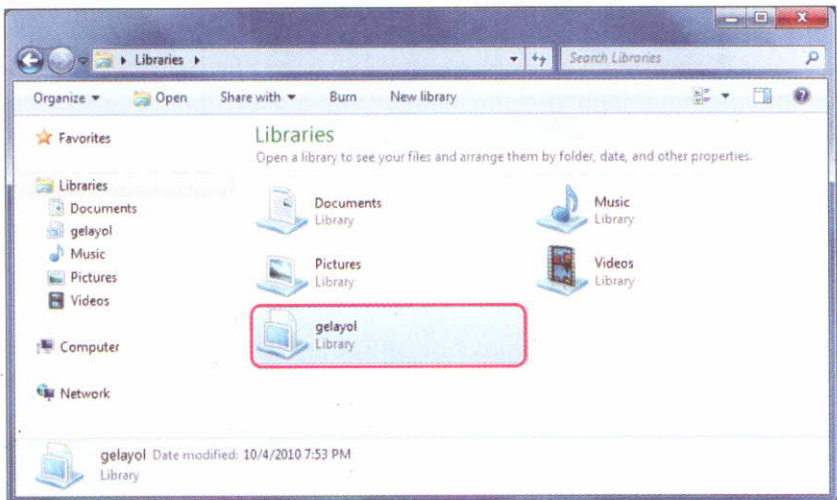 Libraries
Search Libraries
Organize Open Share with Burn New library
Favorites
Libraries
Documents
gelayol
Music
Pictures
Videos
Computer
Network
Libraries
Open a library to see your files and arrange them by folder, date, and other properties.
Documents
Library
Music
Library
Pictures
Library
Videos
Library
gelayol
Library
gelayol Date modified: 10/4/2010 7:53 PM
Library